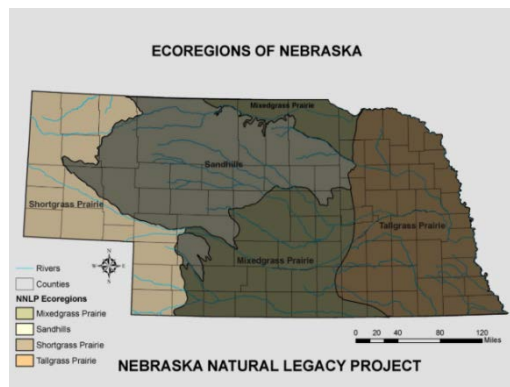 ECOREGIONS OF NEBRASKA
Mixedgrass Prairie
Sandhills
Shortgrass Prairie
Tallgrass Prairie
Mixedgrass Prairie
N
W E
S
Rivers
Counties
NNLP Ecoregions
Mixedgrass Prairie
Sandhills
Shortgrass Prairie
Tallgrass Prairie
0 20 40 80 120
Miles
NEBRASKA NATURAL LEGACY PROJECT